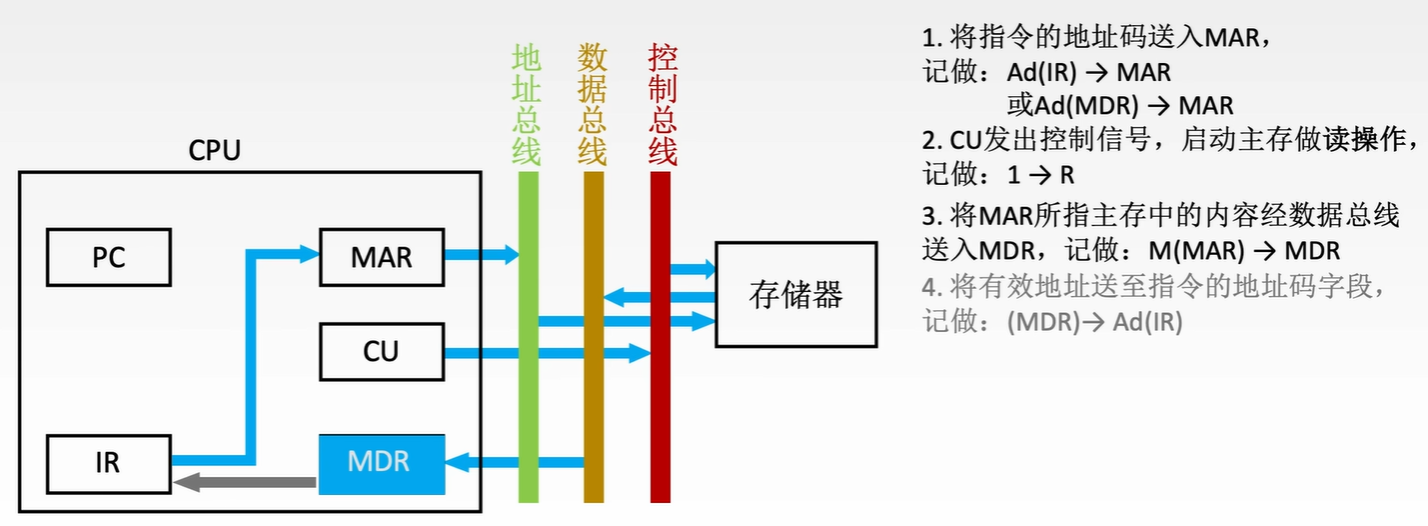 地址总线
数据总线
控制总线
CPU
PC
MAR
CU
IR
MDR
存储器
1. 将指令的地址码送入MAR，
记做：Ad(IR) → MAR
或Ad(MDR) → MAR
2. CU发出控制信号，启动主存做读操作，
记做：1 → R
3. 将MAR所指主存中的内容经数据总线
送入MDR，记做：M(MAR) → MDR
4. 将有效地址送至指令的地址码字段，
记做：(MDR)→ Ad(IR)